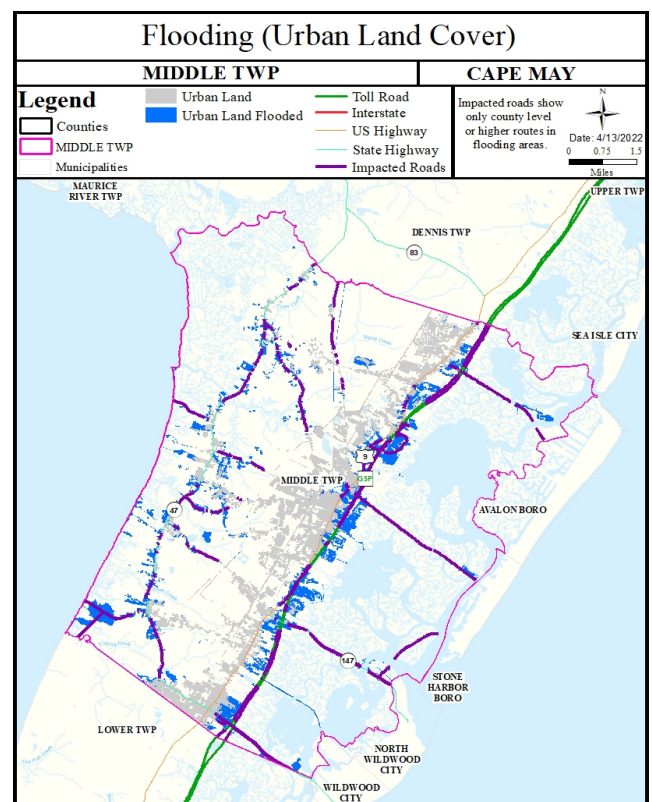 Flooding (Urban Land Cover)
MIDDLE TWP
CAPE MAY
Legend
Counties
MIDDLE TWP
Municipalities
Urban Land
Urban Land Flooded
Toll Road
Interstate
US Highway
State Highway
Impacted Roads
Impacted roads show
only county level
or higher routes in
flooding areas.
N
Date: 4/13/2022
0 0.75 1.5
Miles
MAURICE
RIVER TWP
UPPER TWP
DENNIS TWP
83
SEA ISLE CITY
9
GSP
MIDDLE TWP
AVALON BORO
47
147
STONE
HARBOR
BORO
LOWER TWP
NORTH
WILDWOOD
CITY
WILDWOOD
CITY